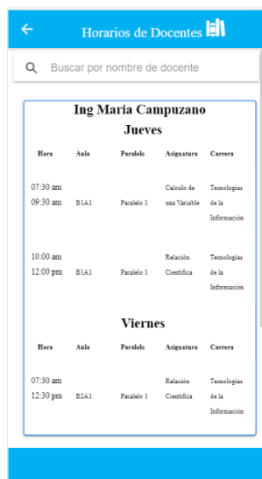 Horarios de Docentes
Buscar por nombre de docente
Ing Maria Campuzano
Jueves
Hora Aula Paralelo Asignatura Carrera
07:30 am Calculo de Tecnologias
09:30 am B1A1 Paralelo 1 una Variable de la
Información
10:00 am Relación Tecnologias
12:00 pm B1A1 Paralelo 1 Cientifica de la
Información
Viernes
Hora Aula Paralelo Asignatura Carrera
07:30 am Relación Tecnologias
12:30 pm B2A1 Paralelo 1 Cientifica de la
Información